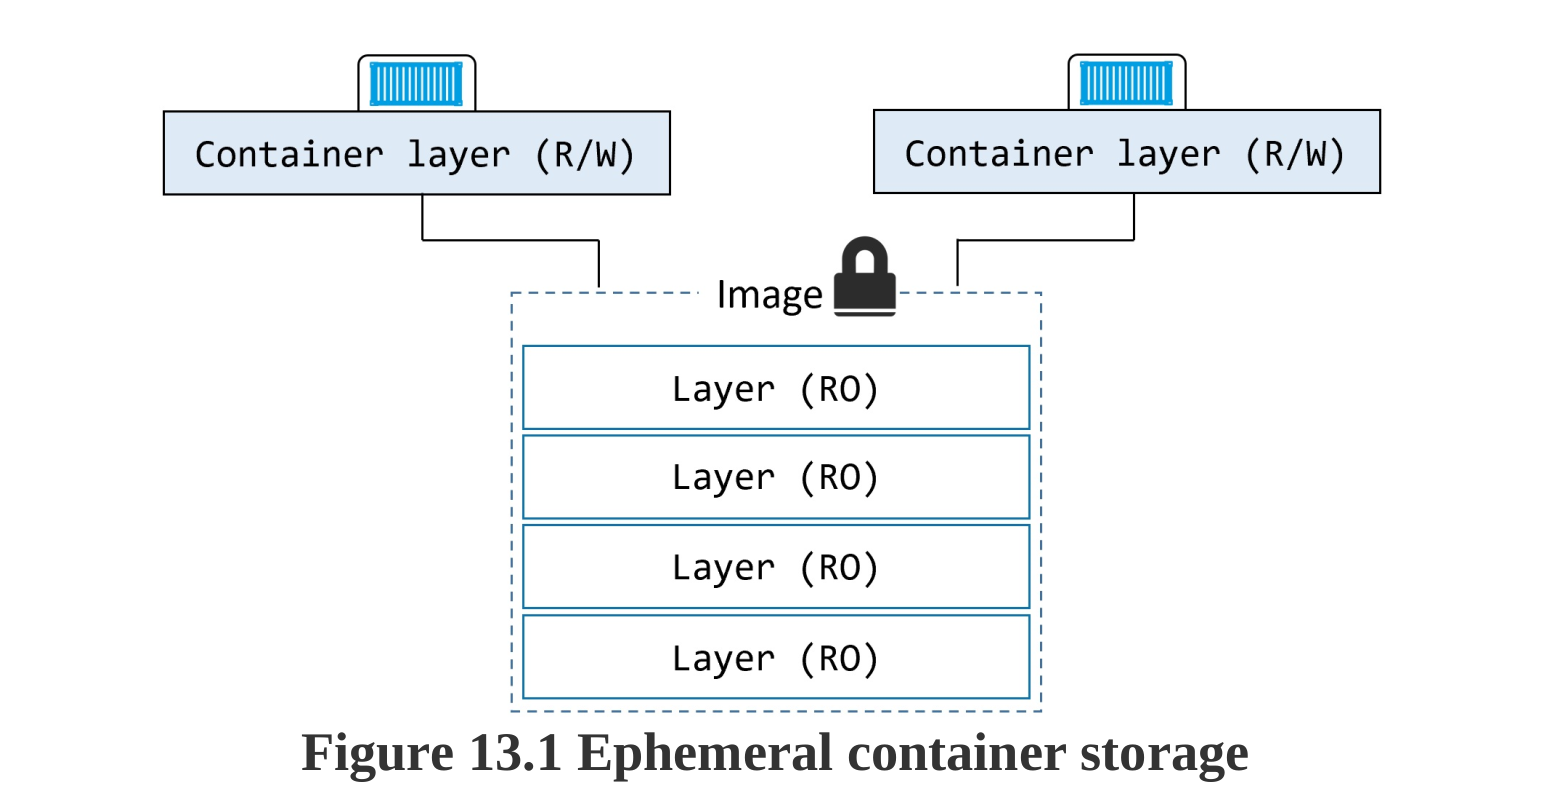 Container layer (R/W)
Container layer (R/W)
Image
Layer (RO)
Layer (RO)
Layer (RO)
Layer (RO)
Figure 13.1 Ephemeral container storage